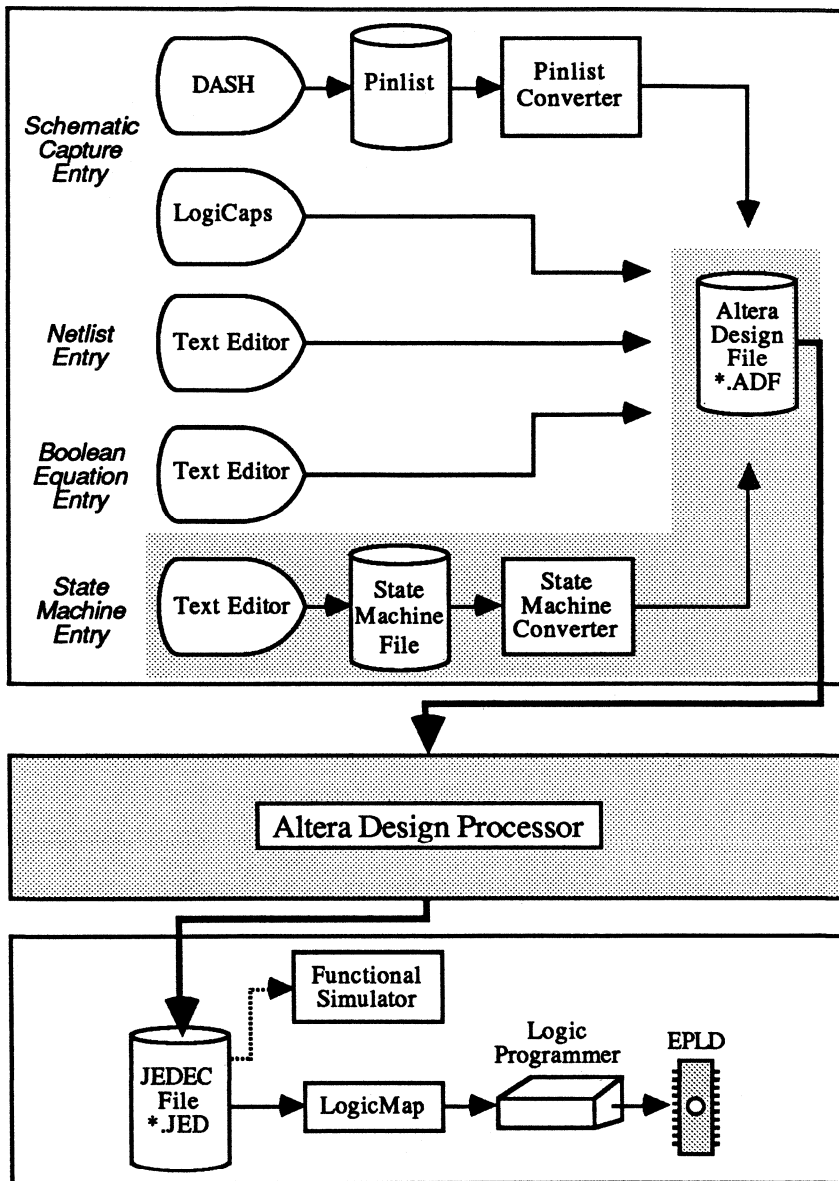 Schematic
Capture
Entry
DASH
Pinlist
Pinlist
Converter
LogiCaps
Netlist
Entry
Text Editor
Boolean
Equation
Entry
Text Editor
Altera
Design
File
*.ADF
State
Machine
Entry
Text Editor
State
Machine
File
State
Machine
Converter
Altera Design Processor
Functional
Simulator
JEDEC
File
*.JED
LogicMap
Logic
Programmer
EPLD